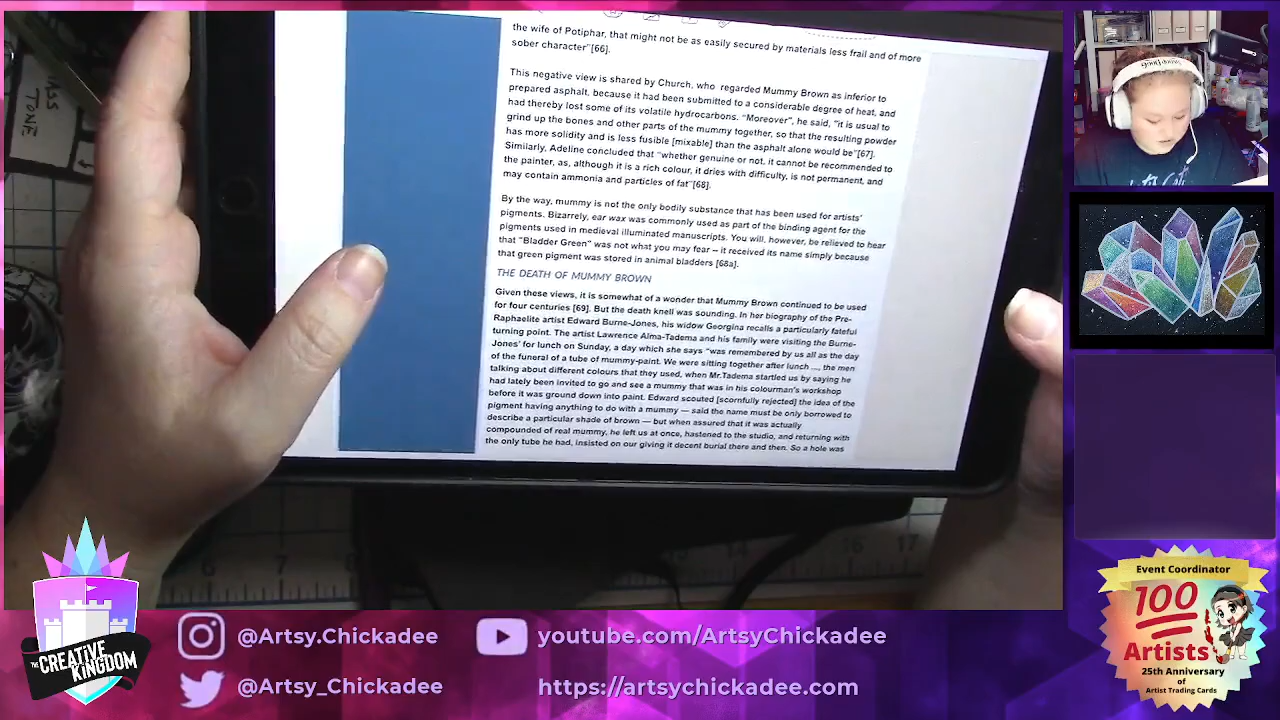 the wife of Potiphar, that might not be as easily secured by materials less frail and of more
sober character"[66].
This negative view is shared by Church, who regarded Mummy Brown as inferior to
prepared asphalt, because it had been submitted to a considerable degree of heat, and
had thereby lost some of its volatile hydrocarbons. "Moreover", he said, "it is usual to
grind up the bones and other parts of the mummy together, so that the resulting powder
has more solidity and is less fusible [mixable] than the asphalt alone would be"[67].
Similarly, Adeline concluded that "whether genuine or not, it cannot be recommended to
the painter, as, although it is a rich colour, it dries with difficulty, is not permanent, and
may contain ammonia and particles of fat"[68].
By the way, mummy is not the only bodily substance that has been used for artists'
pigments. Bizarrely, ear wax was commonly used as part of the binding agent for the
pigments used in medieval illuminated manuscripts. You will, however, be relieved to hear
that "Bladder Green" was not what you may fear – it received its name simply because
that green pigment was stored in animal bladders [68a].
THE DEATH OF MUMMY BROWN
Given these views, it is somewhat of a wonder that Mummy Brown continued to be used
for four centuries [69]. But the death knell was sounding. In her biography of the Pre-
Raphaelite artist Edward Burne-Jones, his widow Georgina recalls a particularly fateful
turning point. The artist Lawrence Alma-Tadema and his family were visiting the Burne-
Jones' for lunch on Sunday, a day which she says "was remembered by us all as the day
of the funeral of a tube of mummy-paint. We were sitting together after lunch ..., the men
talking about different colours that they used, when Mr.Tadema startled us by saying he
had lately been invited to go and see a mummy that was in his colourman's workshop
before it was ground down into paint. Edward scouted [scornfully rejected] the idea of the
pigment having anything to do with a mummy — said the name must be only borrowed to
describe a particular shade of brown — but when assured that it was actually
compounded of real mummy, he left us at once, hastened to the studio, and returning with
the only tube he had, insisted on our giving it decent burial there and then. So a hole was
TONE
6
7
8
14
16
17
THE CREATIVE
KINGDOM
@Artsy.Chickadee
youtube.com/ArtsyChickadee
@Artsy_Chickadee
https://artsychickadee.com
Event Coordinator
100
Artists
25th Anniversary
of
Artist Trading Cards